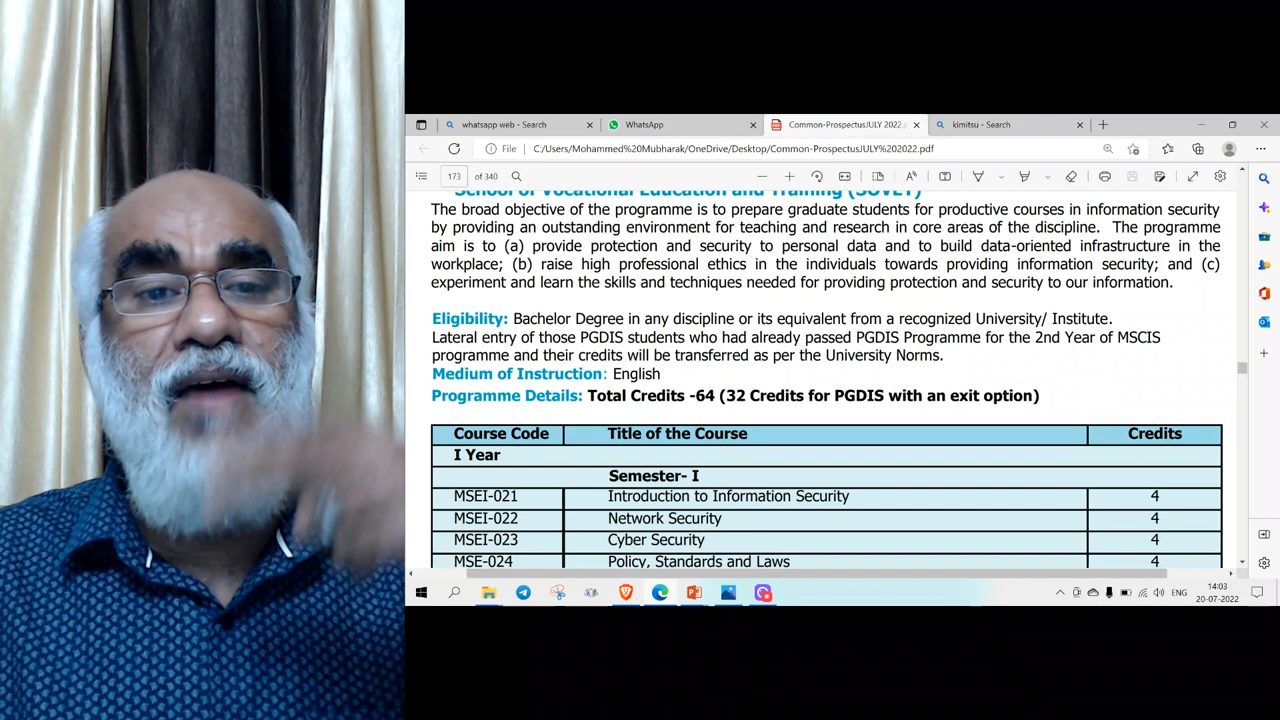 whatsapp web - Search
WhatsApp
Common-ProspectusJULY 2022.p
kimitsu - Search
File
C:/Users/Mohammed%20Mubharak/OneDrive/Desktop/Common-ProspectusJULY%202022.pdf
173 of 340
School of Vocational Education and Training (SOVET)
The broad objective of the programme is to prepare graduate students for productive courses in information security
by providing an outstanding environment for teaching and research in core areas of the discipline. The programme
aim is to (a) provide protection and security to personal data and to build data-oriented infrastructure in the
workplace; (b) raise high professional ethics in the individuals towards providing information security; and (c)
experiment and learn the skills and techniques needed for providing protection and security to our information.
Eligibility: Bachelor Degree in any discipline or its equivalent from a recognized University/ Institute.
Lateral entry of those PGDIS students who had already passed PGDIS Programme for the 2nd Year of MSCIS
programme and their credits will be transferred as per the University Norms.
Medium of Instruction: English
Programme Details: Total Credits -64 (32 Credits for PGDIS with an exit option)
Course Code Title of the Course Credits
I Year
Semester- I
MSEI-021 Introduction to Information Security 4
MSEI-022 Network Security 4
MSEI-023 Cyber Security 4
MSE-024 Policy, Standards and Laws 4
ENG
14:03
20-07-2022